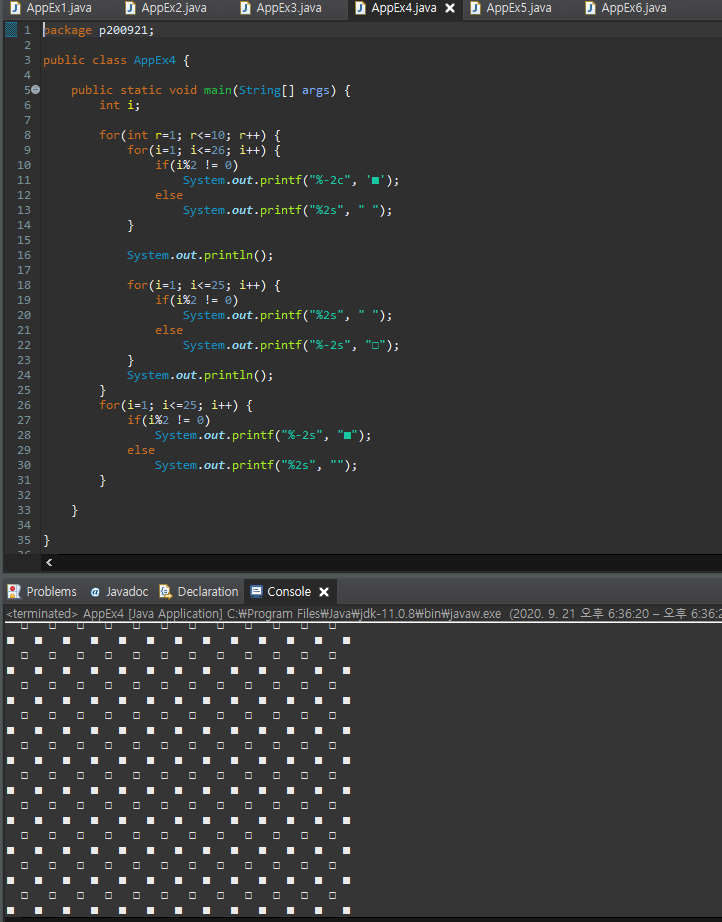 AppEx1.java AppEx2.java AppEx3.java AppEx4.java AppEx5.java AppEx6.java
1 package p200921;
2
3 public class AppEx4 {
4
5     public static void main(String[] args) {
6         int i;
7
8         for(int r=1; r<=10; r++) {
9             for(i=1; i<=26; i++) {
10                 if(i%2 != 0)
11                     System.out.printf("%-2c", '■');
12                 else
13                     System.out.printf("%2s", " ");
14             }
15
16             System.out.println();
17
18             for(i=1; i<=25; i++) {
19                 if(i%2 != 0)
20                     System.out.printf("%2s", " ");
21                 else
22                     System.out.printf("%-2s", "□");
23             }
24             System.out.println();
25         }
26         for(i=1; i<=25; i++) {
27             if(i%2 != 0)
28                 System.out.printf("%-2s", "■");
29             else
30                 System.out.printf("%2s", "");
31         }
32
33     }
34
35 }
36
Problems @ Javadoc Declaration Console
<terminated> AppEx4 [Java Application] C:₩Program Files₩Java₩jdk-11.0.8₩bin₩javaw.exe (2020. 9. 21 오후 6:36:20 – 오후 6:36:2
  □   □   □   □   □   □   □   □   □   □   □   □
■   ■   ■   ■   ■   ■   ■   ■   ■   ■   ■   ■   ■
  □   □   □   □   □   □   □   □   □   □   □   □
■   ■   ■   ■   ■   ■   ■   ■   ■   ■   ■   ■   ■
  □   □   □   □   □   □   □   □   □   □   □   □
■   ■   ■   ■   ■   ■   ■   ■   ■   ■   ■   ■   ■
  □   □   □   □   □   □   □   □   □   □   □   □
■   ■   ■   ■   ■   ■   ■   ■   ■   ■   ■   ■   ■
  □   □   □   □   □   □   □   □   □   □   □   □
■   ■   ■   ■   ■   ■   ■   ■   ■   ■   ■   ■   ■
  □   □   □   □   □   □   □   □   □   □   □   □
■   ■   ■   ■   ■   ■   ■   ■   ■   ■   ■   ■   ■
  □   □   □   □   □   □   □   □   □   □   □   □
■   ■   ■   ■   ■   ■   ■   ■   ■   ■   ■   ■   ■
  □   □   □   □   □   □   □   □   □   □   □   □
■   ■   ■   ■   ■   ■   ■   ■   ■   ■   ■   ■   ■
  □   □   □   □   □   □   □   □   □   □   □   □
■   ■   ■   ■   ■   ■   ■   ■   ■   ■   ■   ■   ■
  □   □   □   □   □   □   □   □   □   □   □   □
■   ■   ■   ■   ■   ■   ■   ■   ■   ■   ■   ■   ■